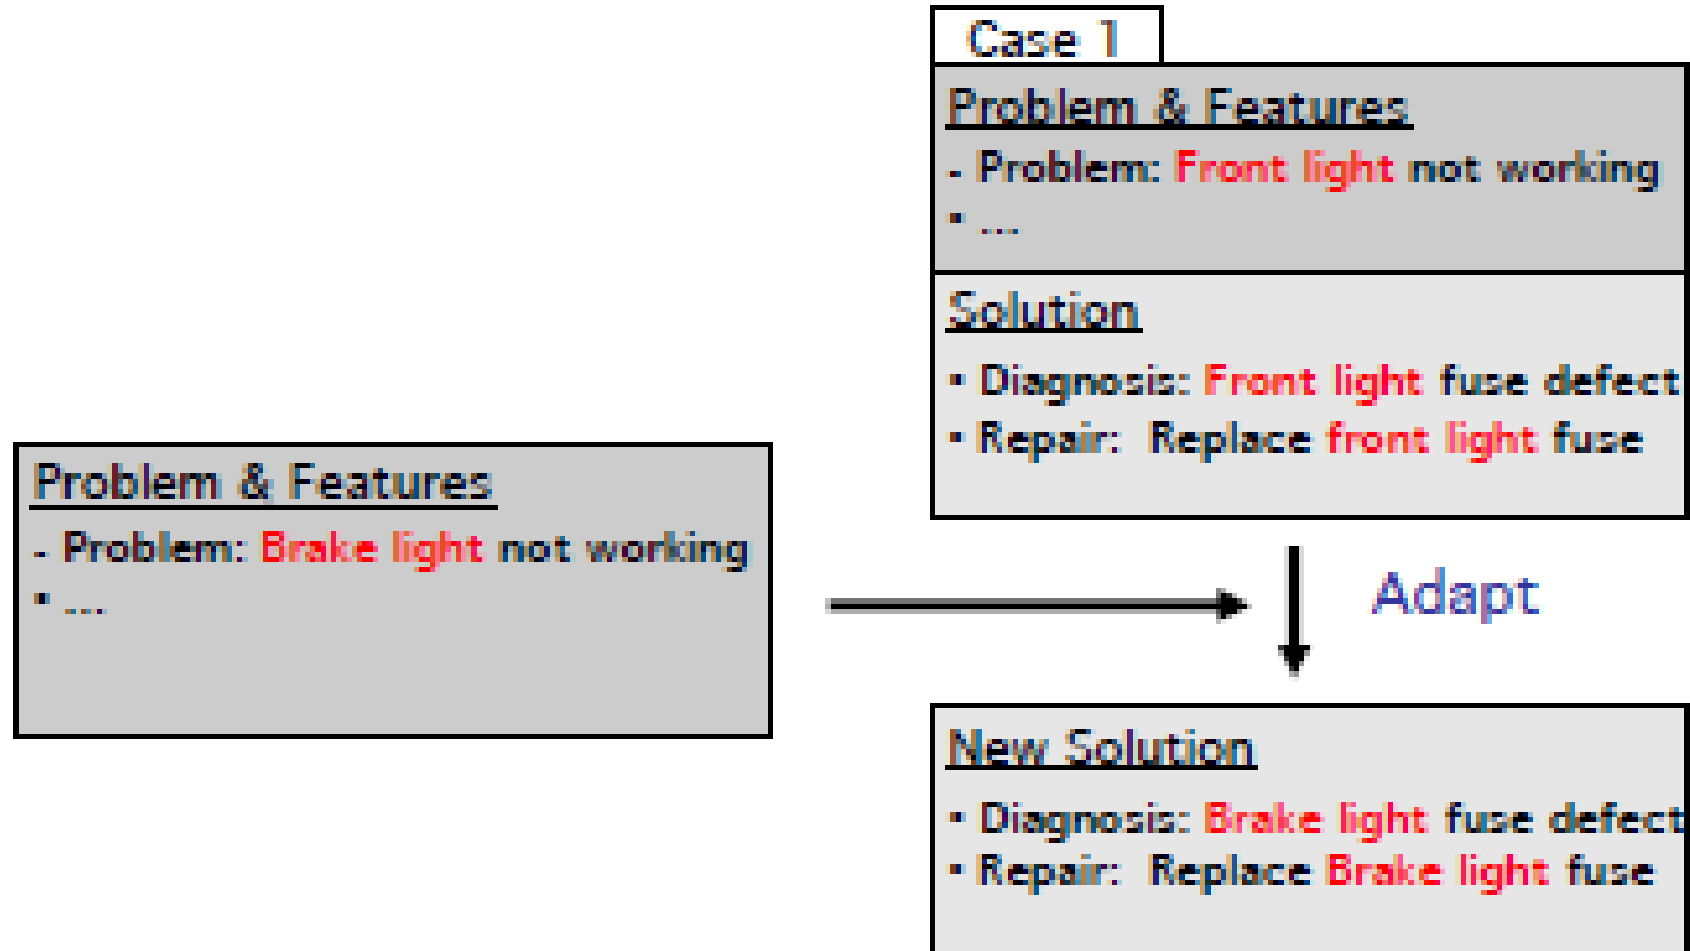 Case 1
Problem & Features
- Problem: Front light not working
▪ ....
Solution
▪ Diagnosis: Front light fuse defect
▪ Repair: Replace front light fuse
Problem & Features
- Problem: Brake light not working
▪ ....
Adapt
New Solution
▪ Diagnosis: Brake light fuse defect
▪ Repair: Replace Brake light fuse